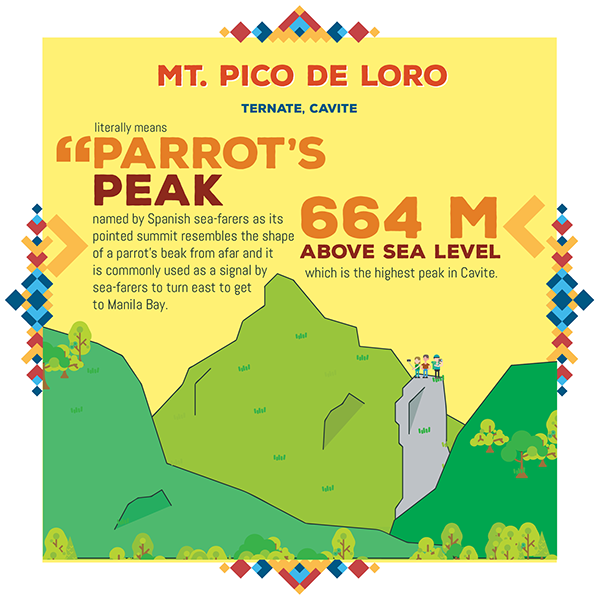 MT. PICO DE LORO
TERNATE, CAVITE
literally means
“PARROT’S
PEAK
named by Spanish sea-farers as its
pointed summit resembles the shape
of a parrot’s beak from afar and it
is commonly used as a signal by
sea-farers to turn east to get
to Manila Bay.
664 M
ABOVE SEA LEVEL
which is the highest peak in Cavite.